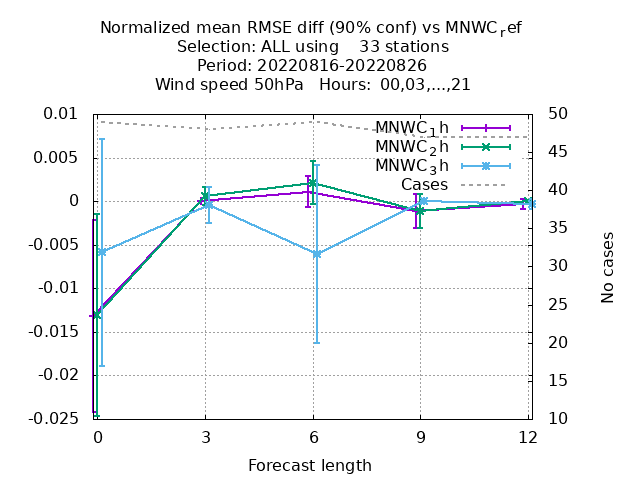 Normalized mean RMSE diff (90% conf) vs MNWC_ref
Selection: ALL using    33 stations
Period: 20220816-20220826
Wind speed 50hPa   Hours: 00,03,...,21
0.01
0.005
0
-0.005
-0.01
-0.015
-0.02
-0.025
50
45
40
35
30
25
20
15
10
MNWC_1h
MNWC_2h
MNWC_3h
Cases
No cases
0
3
6
9
12
Forecast length